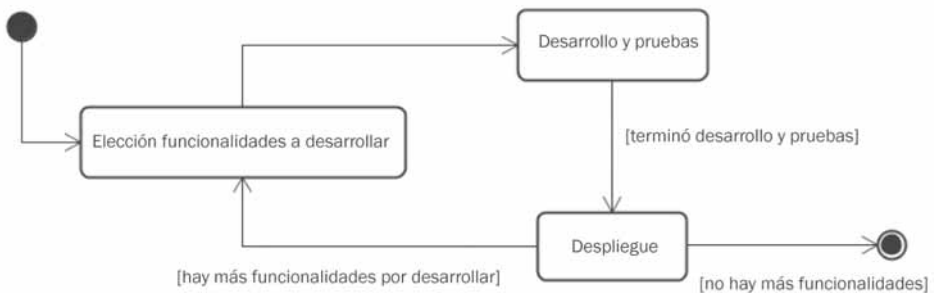 Desarrollo y pruebas
Elección funcionalidades a desarrollar
[terminó desarrollo y pruebas]
Despliegue
[hay más funcionalidades por desarrollar]
[no hay más funcionalidades]